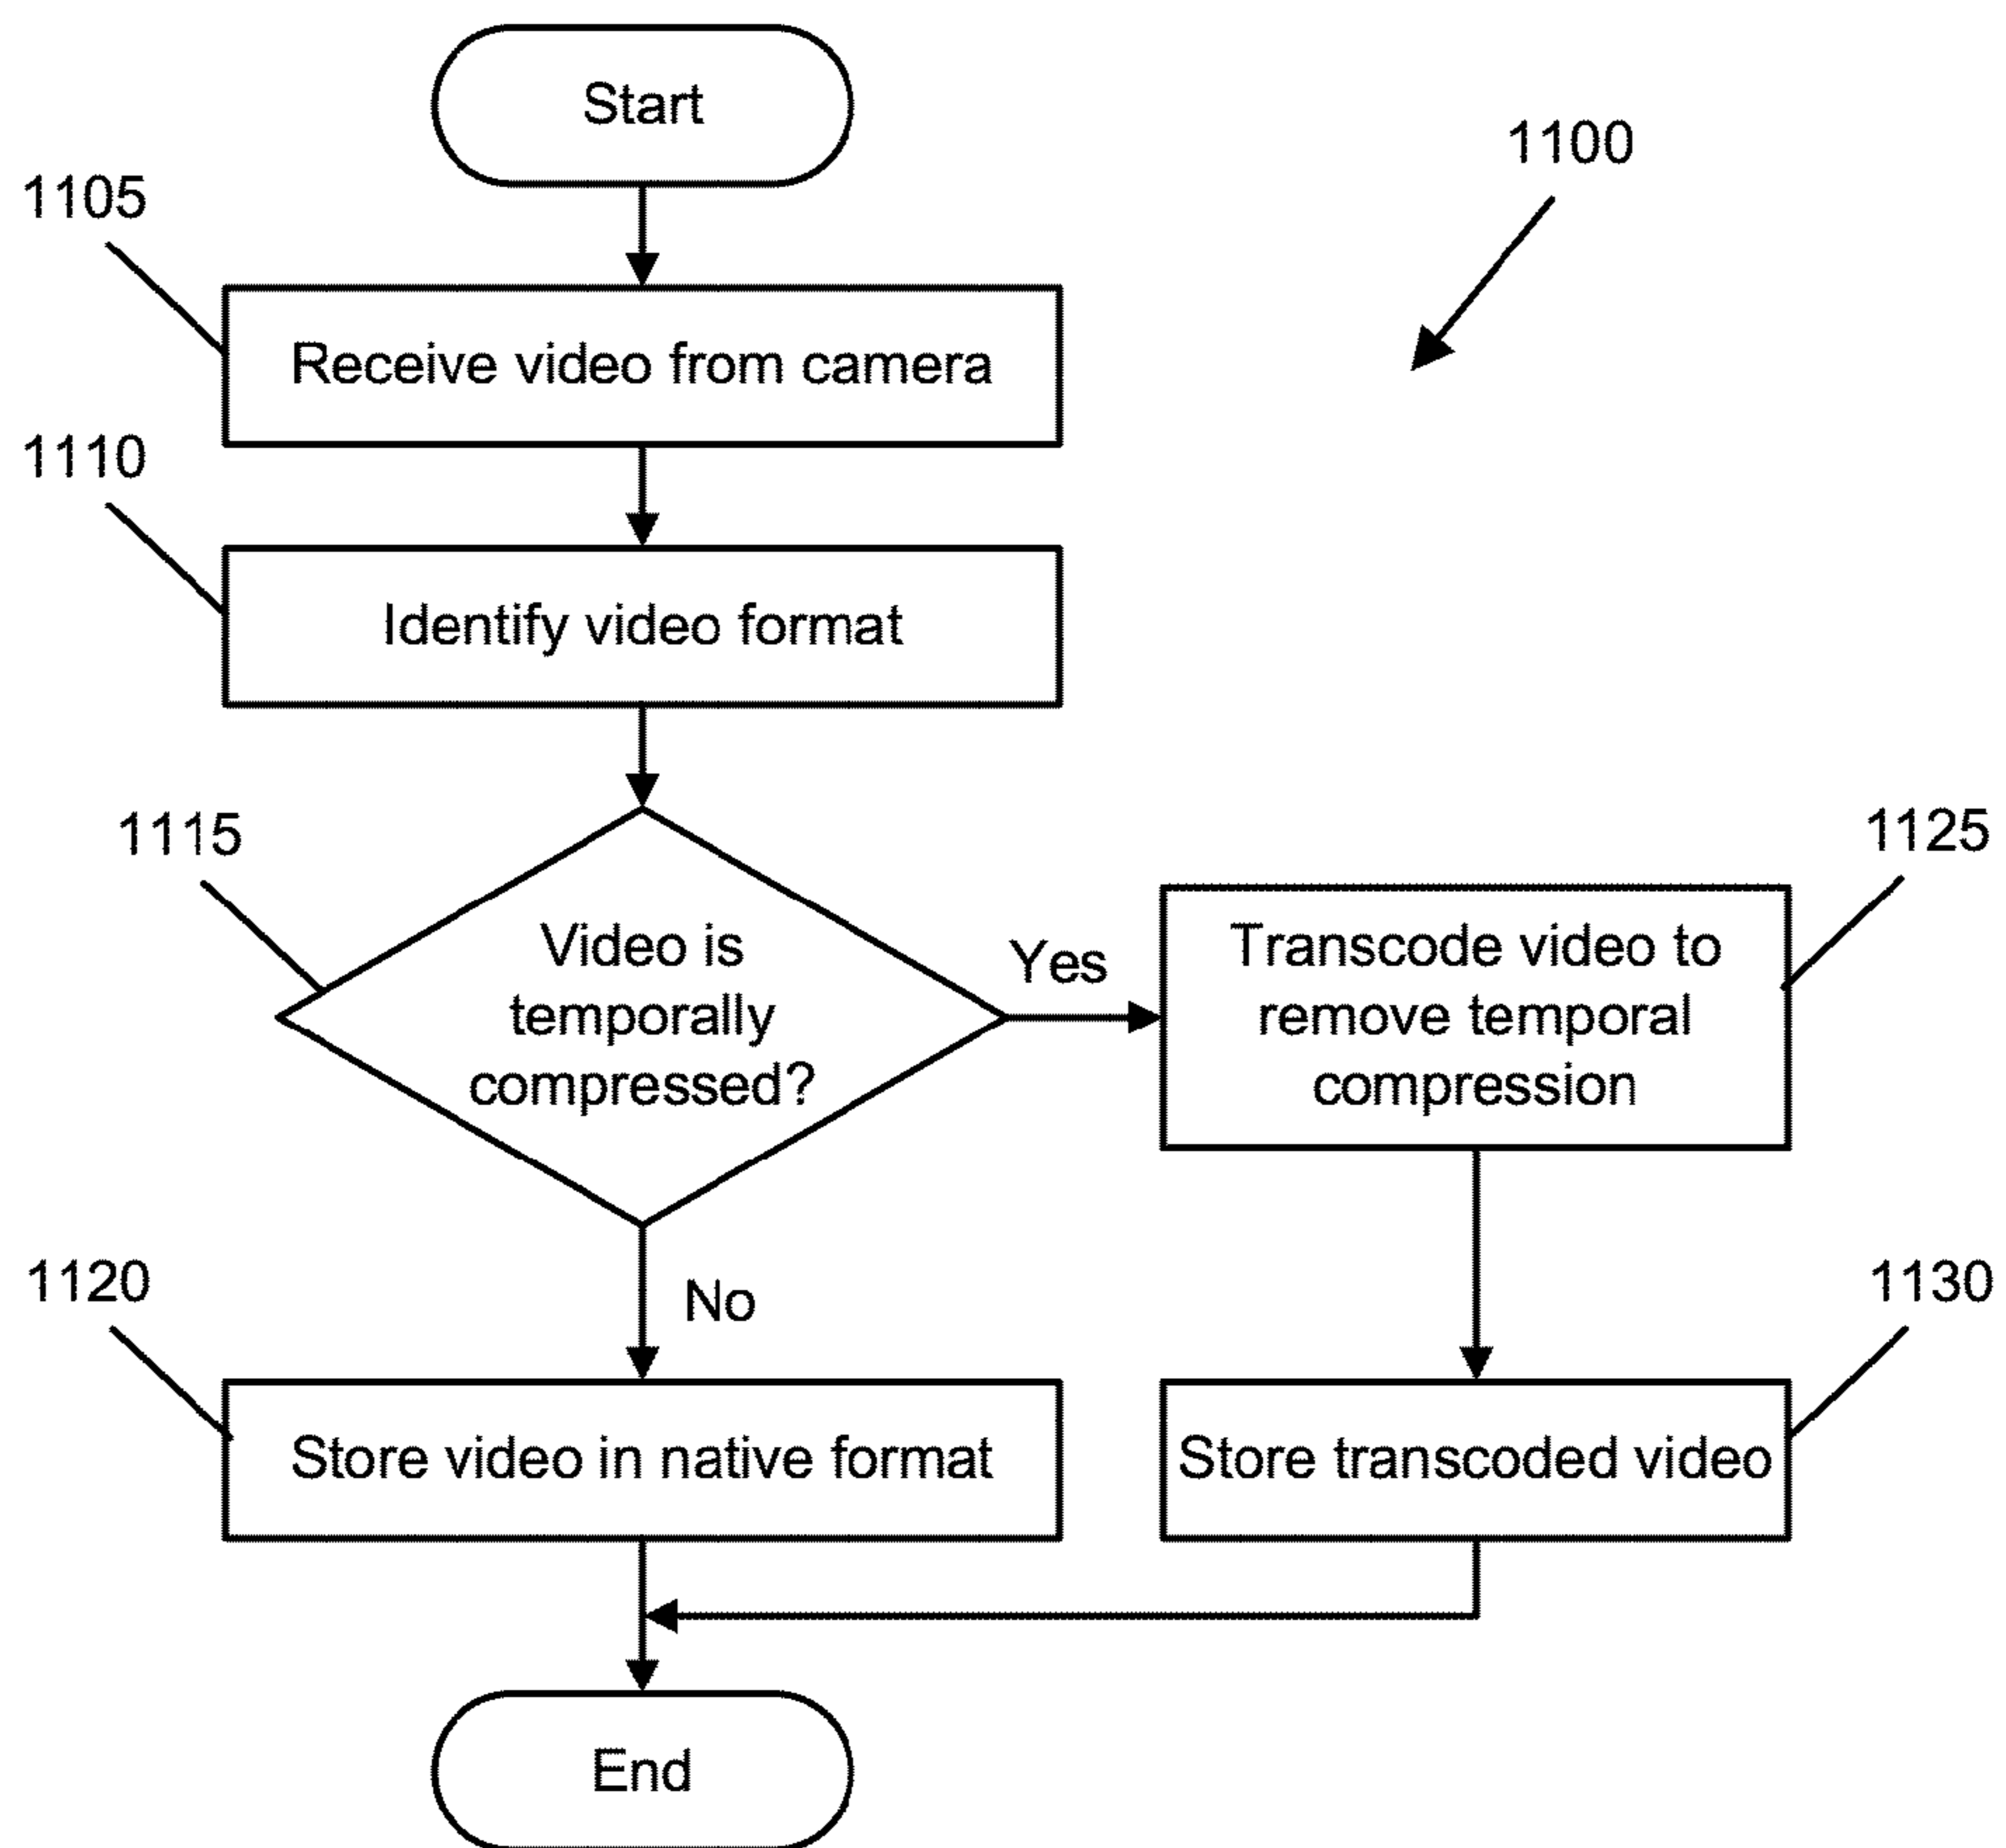 Start
1100
1105
Receive video from camera
1110
Identify video format
1115
Video is
temporally
compressed?
Yes
1125
Transcode video to
remove temporal
compression
No
1120
Store video in native format
1130
Store transcoded video
End